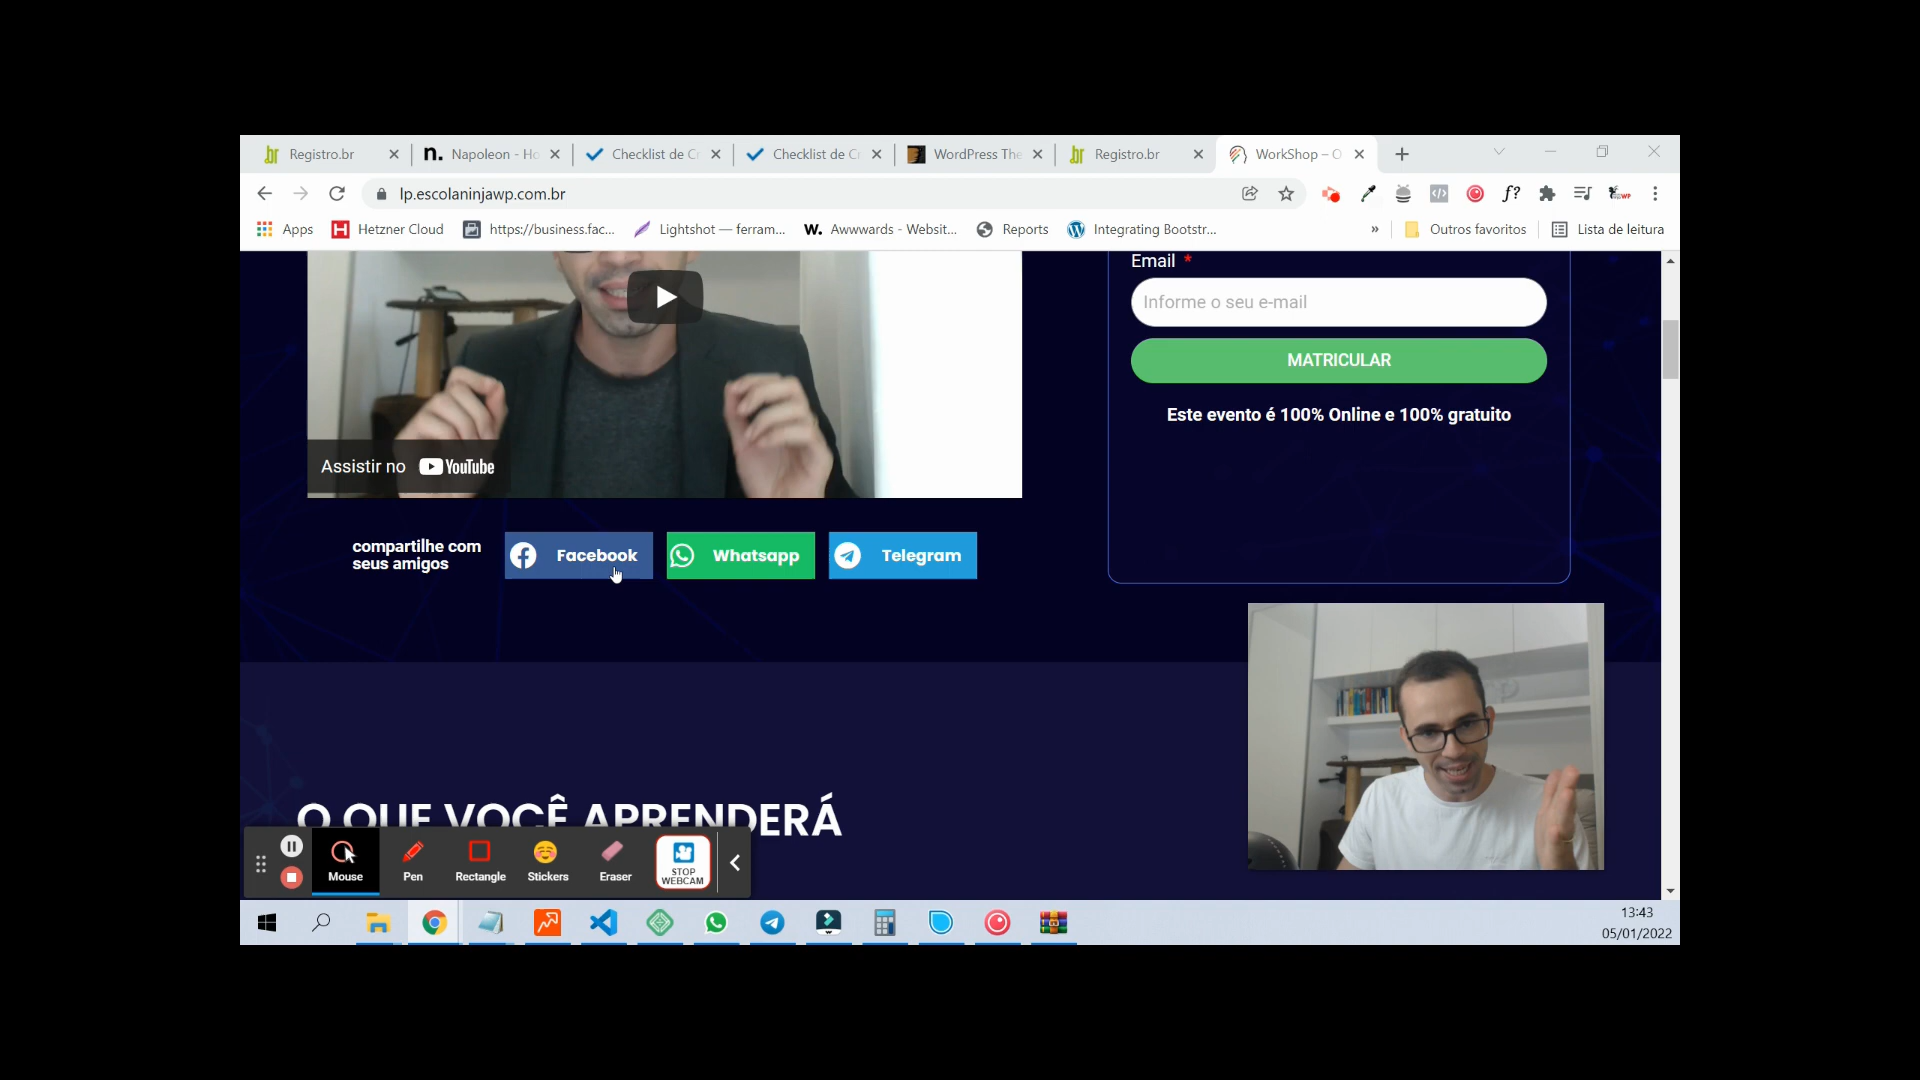 Registro.br
n. Napoleon - Ho
Checklist de Cr
Checklist de Cr
WordPress The
Registro.br
WorkShop – O
lp.escolaninjawp.com.br
Apps
Hetzner Cloud
https://business.fac...
Lightshot — ferram...
W. Awwwards - Websit...
Reports
Integrating Bootstr...
»
Outros favoritos
Lista de leitura
Email *
Informe o seu e-mail
MATRICULAR
Este evento é 100% Online e 100% gratuito
Assistir no YouTube
compartilhe com
seus amigos
Facebook
Whatsapp
Telegram
O QUE VOCÊ APRENDERÁ
Mouse
Pen
Rectangle
Stickers
Eraser
STOP
WEBCAM
13:43
05/01/2022